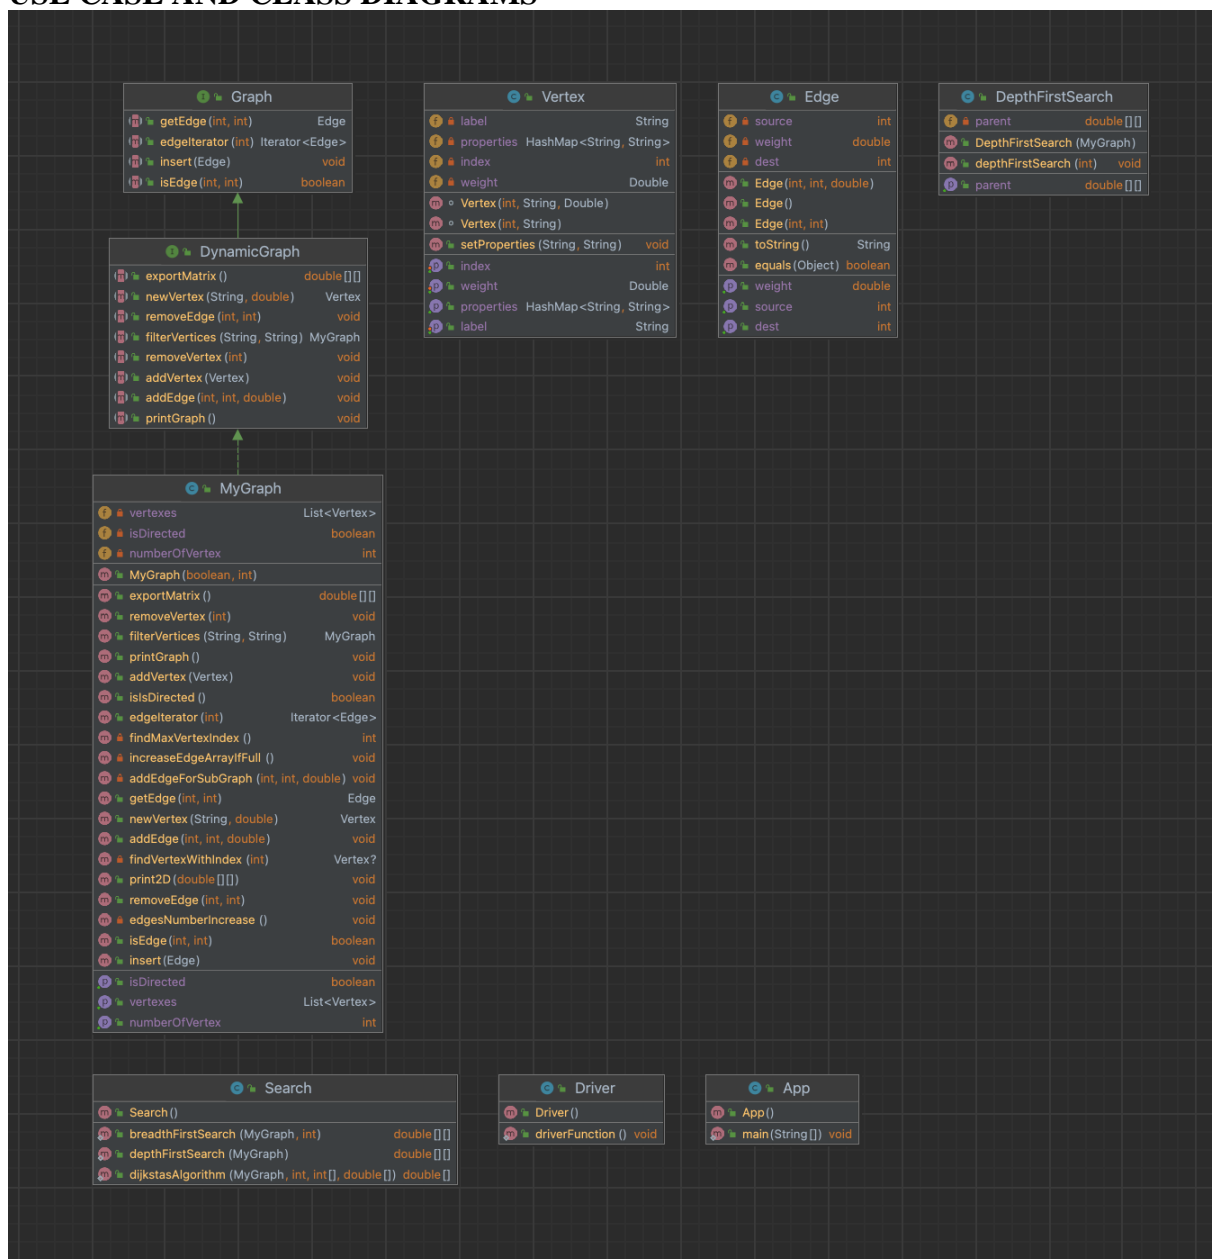 USE CASE AND CLASS DIAGRAMS
Graph
getEdge(int, int) Edge
edgeIterator(int) Iterator<Edge>
insert(Edge) void
isEdge(int, int) boolean
DynamicGraph
exportMatrix() double[][]
newVertex(String, double) Vertex
removeEdge(int, int) void
filterVertices (String, String) MyGraph
removeVertex(int) void
addVertex(Vertex) void
addEdge(int, int, double) void
printGraph() void
MyGraph
vertexes List<Vertex>
isDirected boolean
numberOfVertex int
MyGraph(boolean, int)
exportMatrix() double[][]
removeVertex(int) void
filterVertices (String, String) MyGraph
printGraph() void
addVertex(Vertex) void
isIsDirected () boolean
edgeIterator(int) Iterator<Edge>
findMaxVertexIndex () int
increaseEdgeArrayIfFull () void
addEdgeForSubGraph (int, int, double) void
getEdge(int, int) Edge
newVertex(String, double) Vertex
addEdge(int, int, double) void
findVertexWithIndex (int) Vertex?
print2D(double[][]) void
removeEdge(int, int) void
edgesNumberIncrease () void
isEdge(int, int) boolean
insert(Edge) void
isDirected boolean
vertexes List<Vertex>
numberOfVertex int
Vertex
label String
properties HashMap<String, String>
index int
weight Double
Vertex(int, String, Double)
Vertex(int, String)
setProperties(String, String) void
index int
weight Double
properties HashMap<String, String>
label String
Edge
source int
weight double
dest int
Edge(int, int, double)
Edge()
Edge(int, int)
toString() String
equals(Object) boolean
weight double
source int
dest int
DepthFirstSearch
parent double[][]
DepthFirstSearch (MyGraph)
depthFirstSearch (int) void
parent double[][]
Search
Search()
breadthFirstSearch (MyGraph, int) double[][]
depthFirstSearch (MyGraph) double[][]
dijkstasAlgorithm (MyGraph, int, int[], double[]) double[]
Driver
Driver()
driverFunction () void
App
App()
main(String[]) void